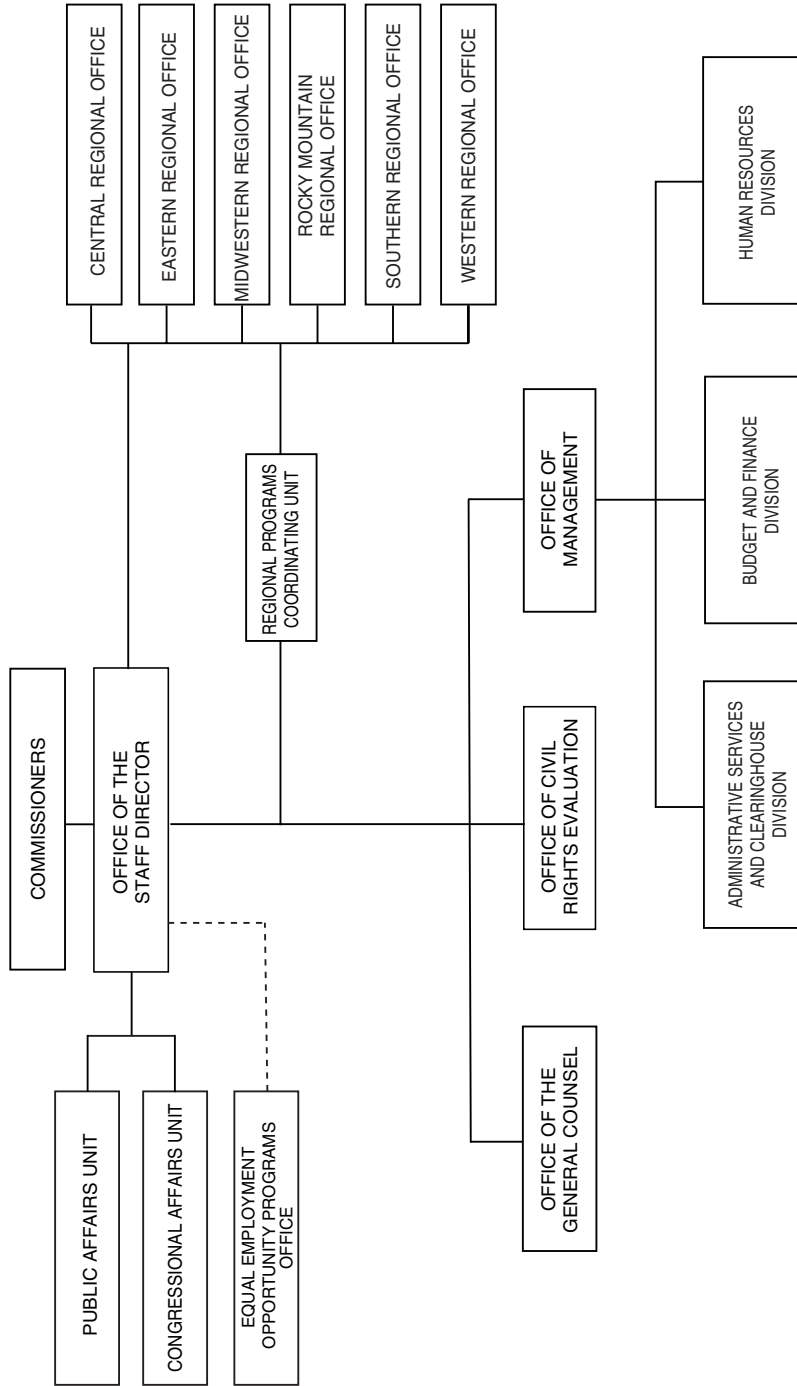 COMMISSIONERS
OFFICE OF THE
STAFF DIRECTOR
PUBLIC AFFAIRS UNIT
CONGRESSIONAL AFFAIRS UNIT
EQUAL EMPLOYMENT
OPPORTUNITY PROGRAMS
OFFICE
REGIONAL PROGRAMS
COORDINATING UNIT
CENTRAL REGIONAL OFFICE
EASTERN REGIONAL OFFICE
MIDWESTERN REGIONAL OFFICE
ROCKY MOUNTAIN
REGIONAL OFFICE
SOUTHERN REGIONAL OFFICE
WESTERN REGIONAL OFFICE
OFFICE OF THE
GENERAL COUNSEL
OFFICE OF CIVIL
RIGHTS EVALUATION
OFFICE OF
MANAGEMENT
ADMINISTRATIVE SERVICES
AND CLEARINGHOUSE
DIVISION
BUDGET AND FINANCE
DIVISION
HUMAN RESOURCES
DIVISION